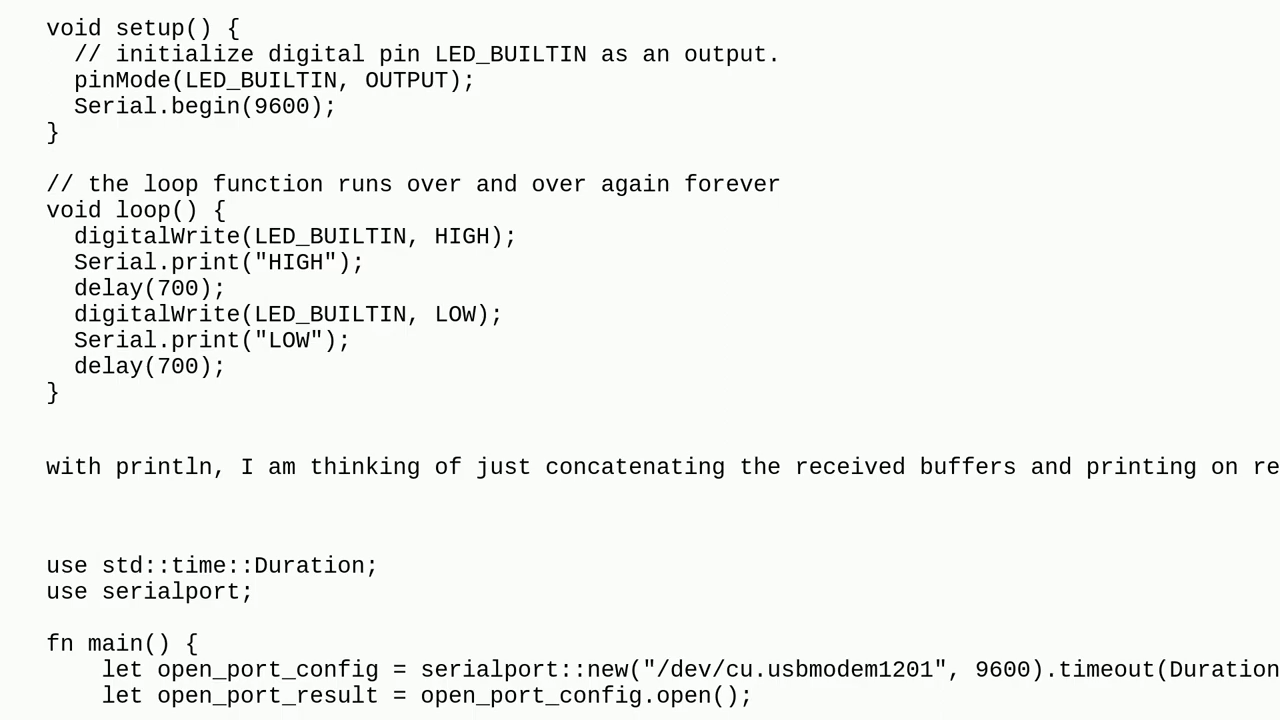 void setup() {
  // initialize digital pin LED_BUILTIN as an output.
  pinMode(LED_BUILTIN, OUTPUT);
  Serial.begin(9600);
}

// the loop function runs over and over again forever
void loop() {
  digitalWrite(LED_BUILTIN, HIGH);
  Serial.print("HIGH");
  delay(700);
  digitalWrite(LED_BUILTIN, LOW);
  Serial.print("LOW");
  delay(700);
}

with println, I am thinking of just concatenating the received buffers and printing on

use std::time::Duration;
use serialport;

fn main() {
    let open_port_config = serialport::new("/dev/cu.usbmodem1201", 9600).timeout(Duration
    let open_port_result = open_port_config.open();